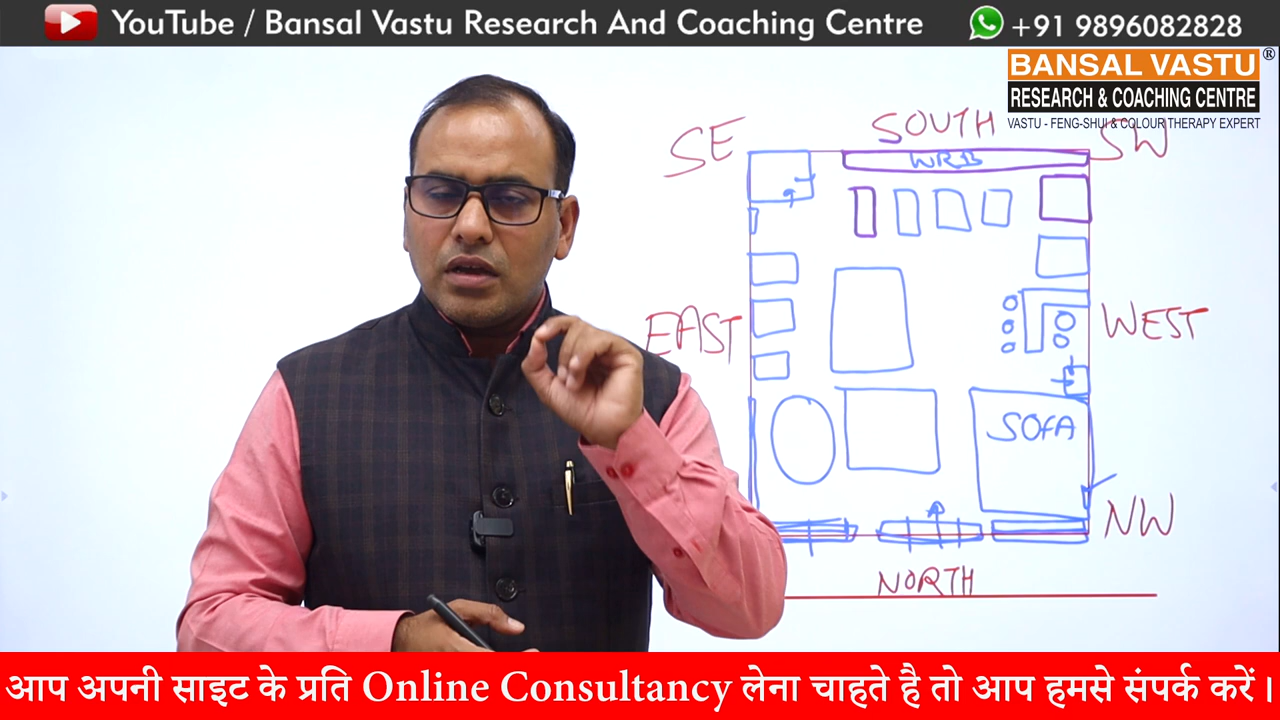 YouTube / Bansal Vastu Research And Coaching Centre
+91 9896082828
BANSAL VASTU®
RESEARCH & COACHING CENTRE
VASTU - FENG-SHUI & COLOUR THERAPY EXPERT
SE
SOUTH
SW
WRB
EAST
WEST
SOFA
NW
NORTH
आप अपनी साइट के प्रति Online Consultancy लेना चाहते है तो आप हमसे संपर्क करें।